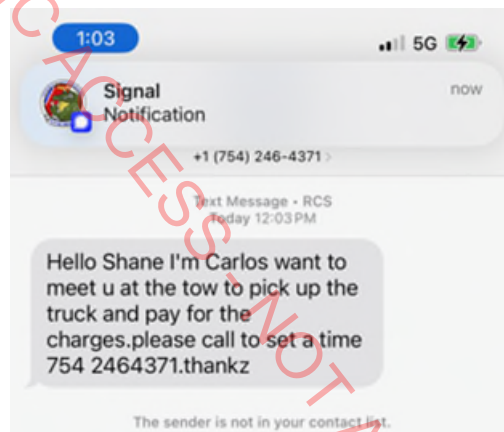 1:03
5G
Signal
now
Notification
+1 (754) 246-4371 >
Text Message • RCS
Today 12:03 PM
Hello Shane I'm Carlos want to
meet u at the tow to pick up the
truck and pay for the
charges.please call to set a time
754 2464371.thankz
The sender is not in your contact list.
C ACCESS - NOT